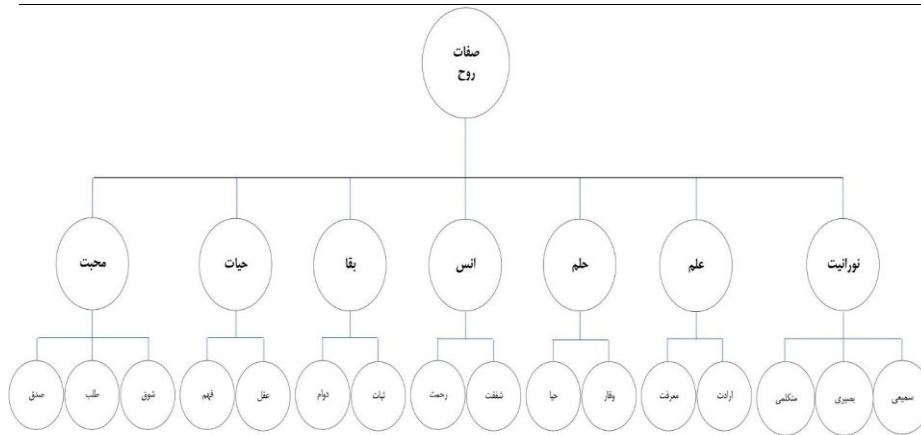 صفات
روح
نورانیت
علم
حلم
انس
بقا
حیات
محبت
سمیعی
بصیری
متکلمی
ارادت
معرفت
وقار
حیا
شفقت
رحمت
ثبات
دوام
عقل
فهم
شوق
طلب
صدق